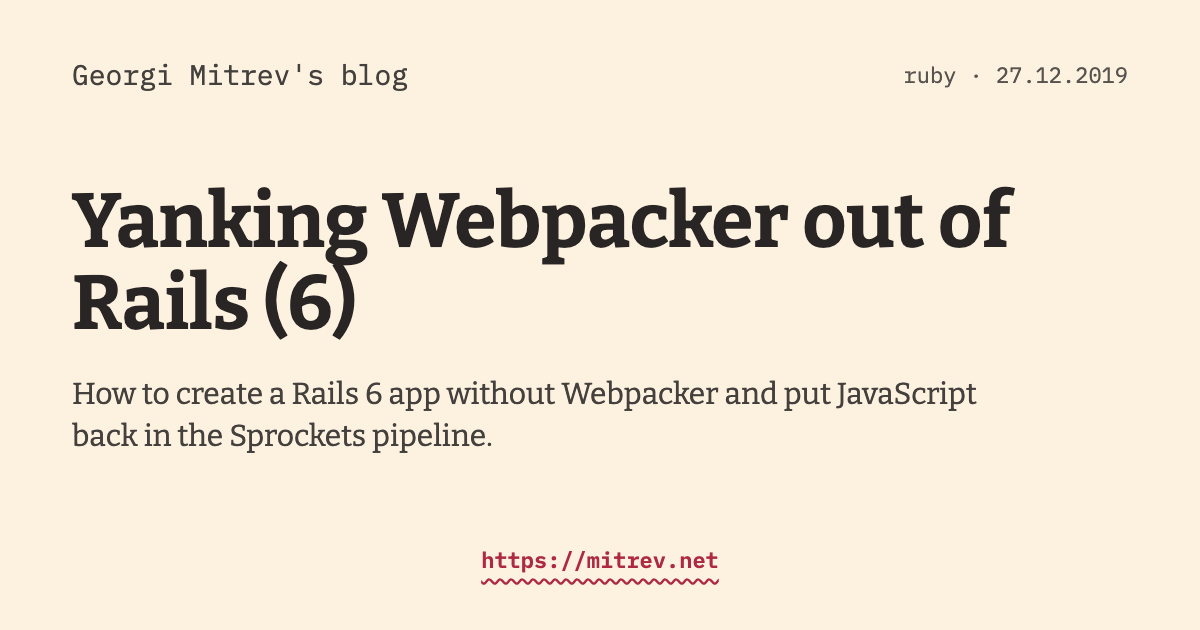 Georgi Mitrev's blog
ruby · 27.12.2019
Yanking Webpacker out of
Rails (6)
How to create a Rails 6 app without Webpacker and put JavaScript
back in the Sprockets pipeline.
https://mitrev.net